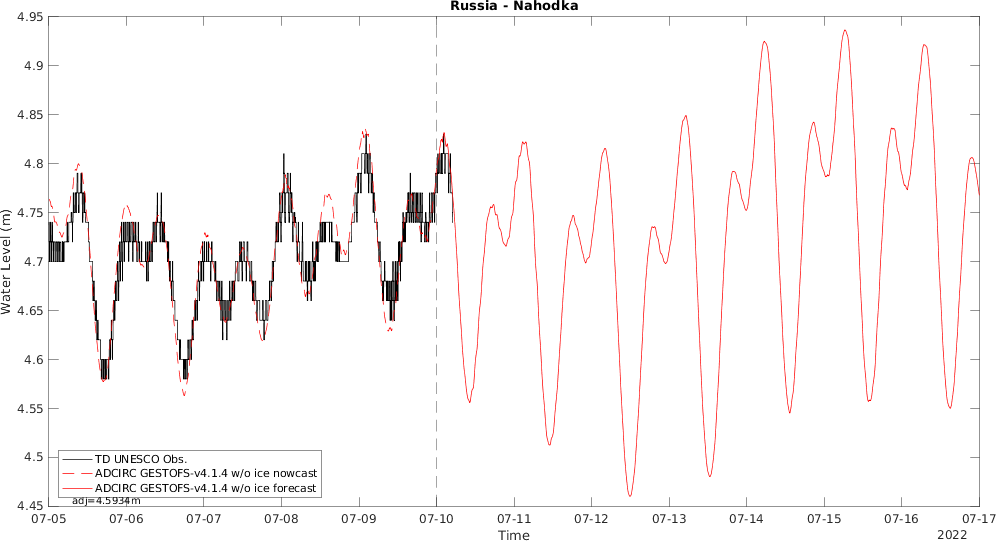 Russia - Nahodka
4.95
4.9
4.85
4.8
4.75
4.7
4.65
4.6
4.55
4.5
4.45
Water Level (m)
TD UNESCO Obs.
ADCIRC GESTOFS-v4.1.4 w/o ice nowcast
ADCIRC GESTOFS-v4.1.4 w/o ice forecast
adj=4.5934m
07-05 07-06 07-07 07-08 07-09 07-10 07-11 07-12 07-13 07-14 07-15 07-16 07-17
Time
2022